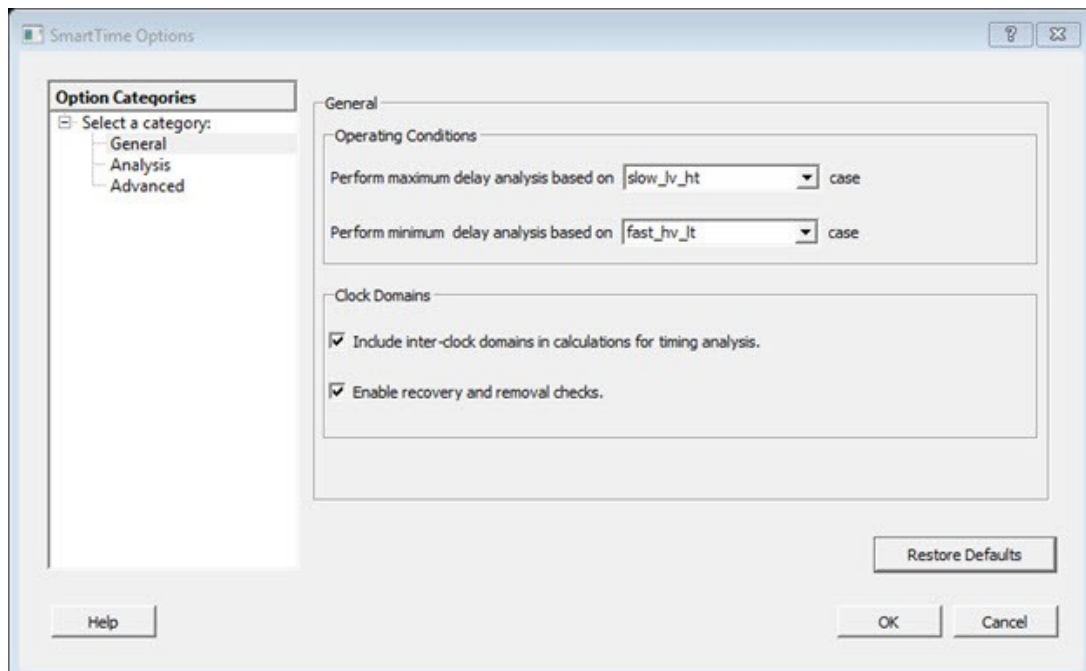 SmartTime Options
Option Categories
Select a category:
General
Analysis
Advanced
General
Operating Conditions
Perform maximum delay analysis based on slow_lv_ht case
Perform minimum delay analysis based on fast_hv_lt case
Clock Domains
Include inter-clock domains in calculations for timing analysis.
Enable recovery and removal checks.
Restore Defaults
Help
OK
Cancel